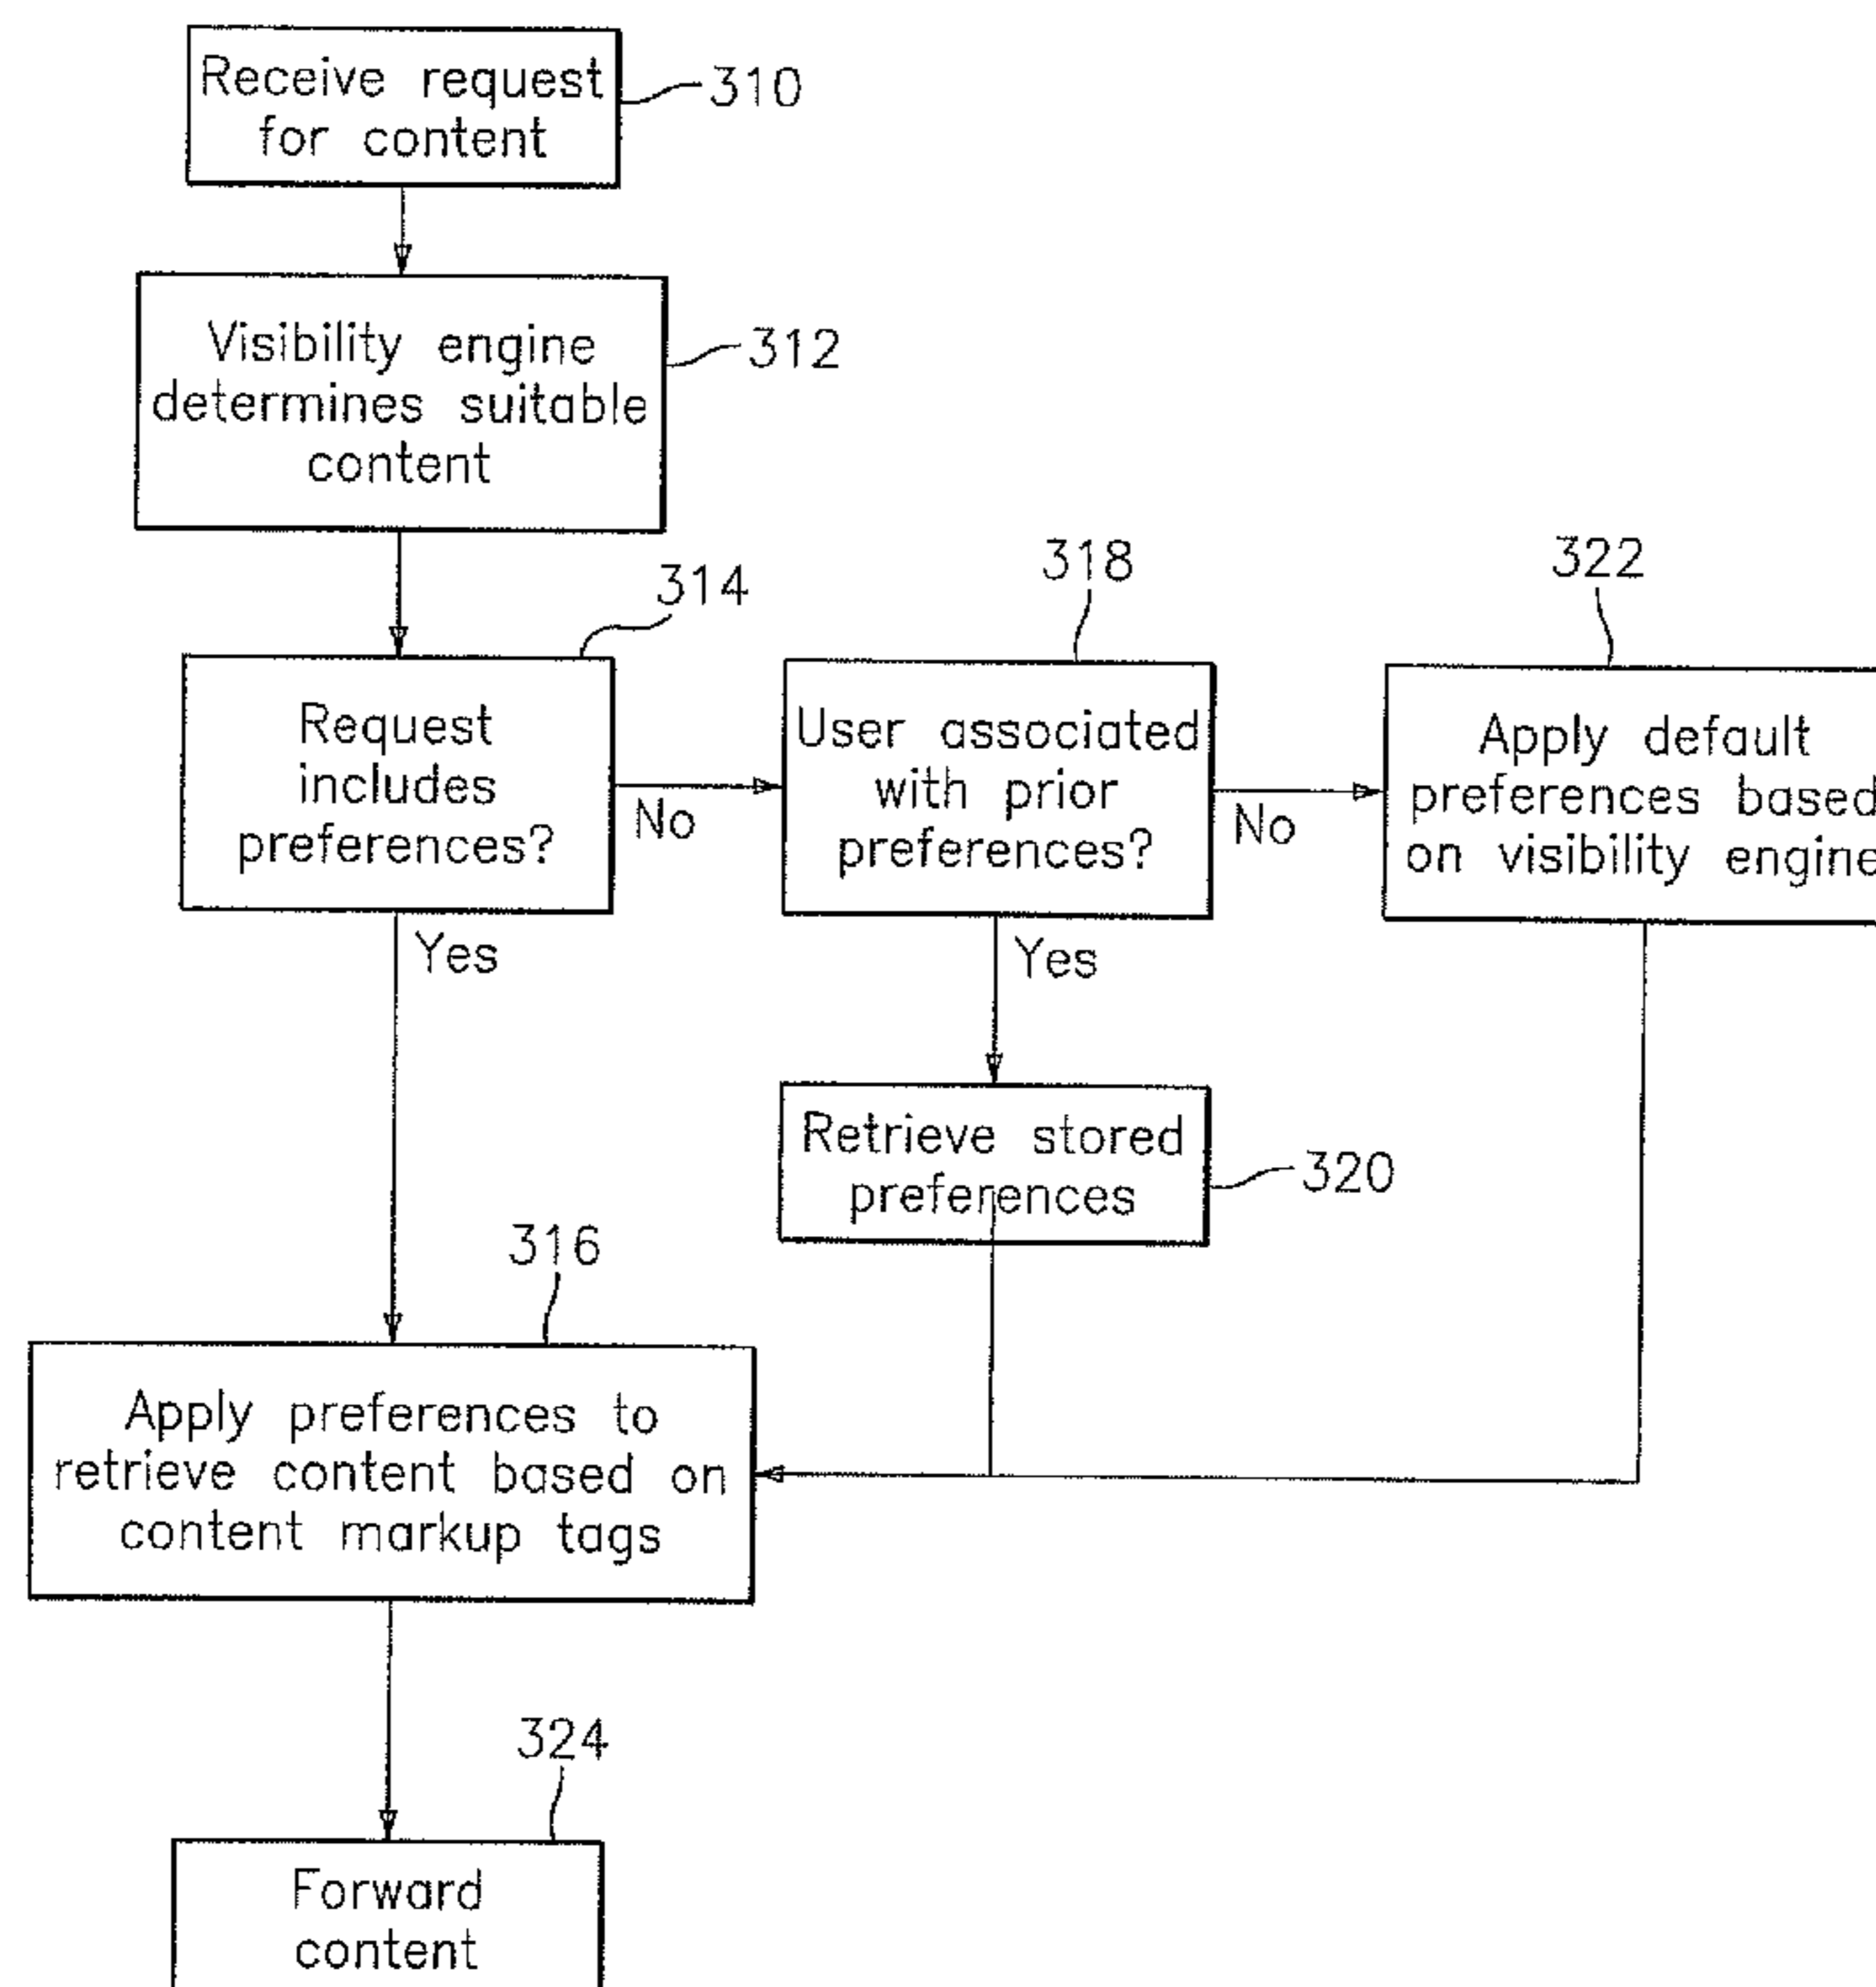 Receive request
for content
310
Visibility engine
determines suitable
content
312
314
Request
includes
preferences?
No
Yes
318
User associated
with prior
preferences?
No
Yes
322
Apply default
preferences based
on visibility engine
Retrieve stored
preferences
320
316
Apply preferences to
retrieve content based on
content markup tags
324
Forward
content